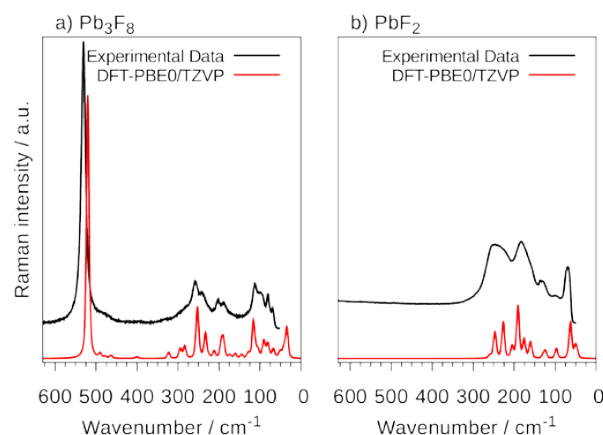 a) Pb₃F₈
b) PbF₂
Experimental Data
DFT-PBE0/TZVP
Experimental Data
DFT-PBE0/TZVP
Raman intensity / a.u.
600 500 400 300 200 100 0
600 500 400 300 200 100 0
Wavenumber / cm⁻¹
Wavenumber / cm⁻¹